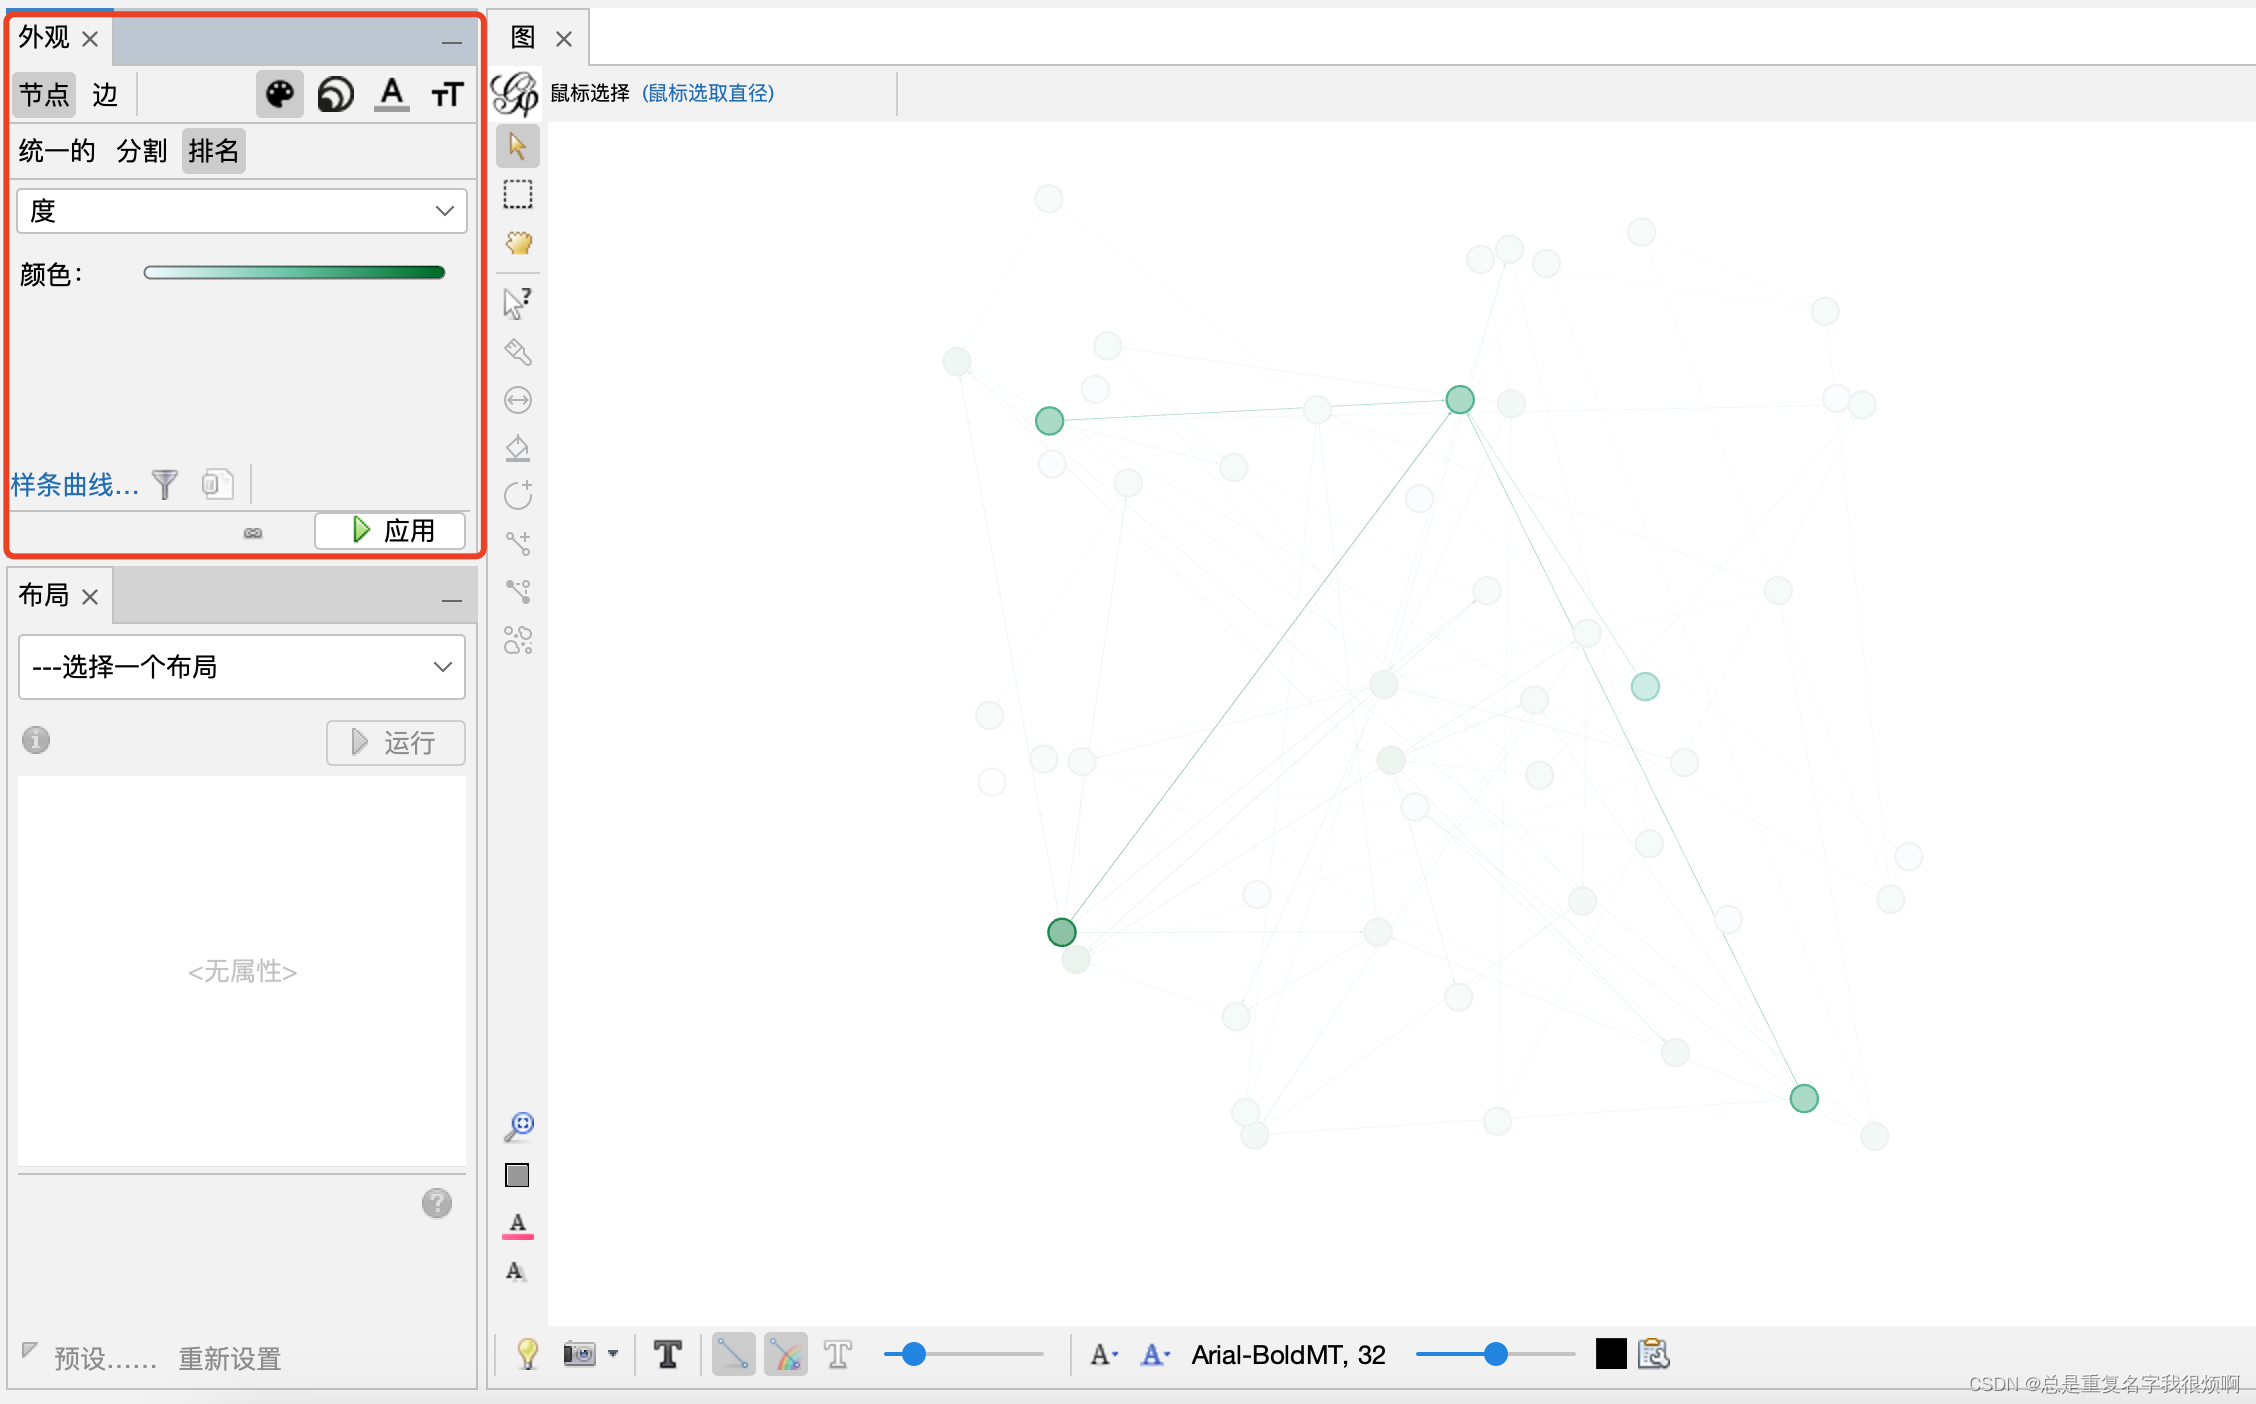 外观
节点 边
A
TT
统一的 分割 排名
度
颜色：
样条曲线...
应用
布局
---选择一个布局
运行
<无属性>
预设...... 重新设置
图
鼠标选择 (鼠标选取直径)
Arial-BoldMT, 32
CSDN @总是重复名字我很烦啊